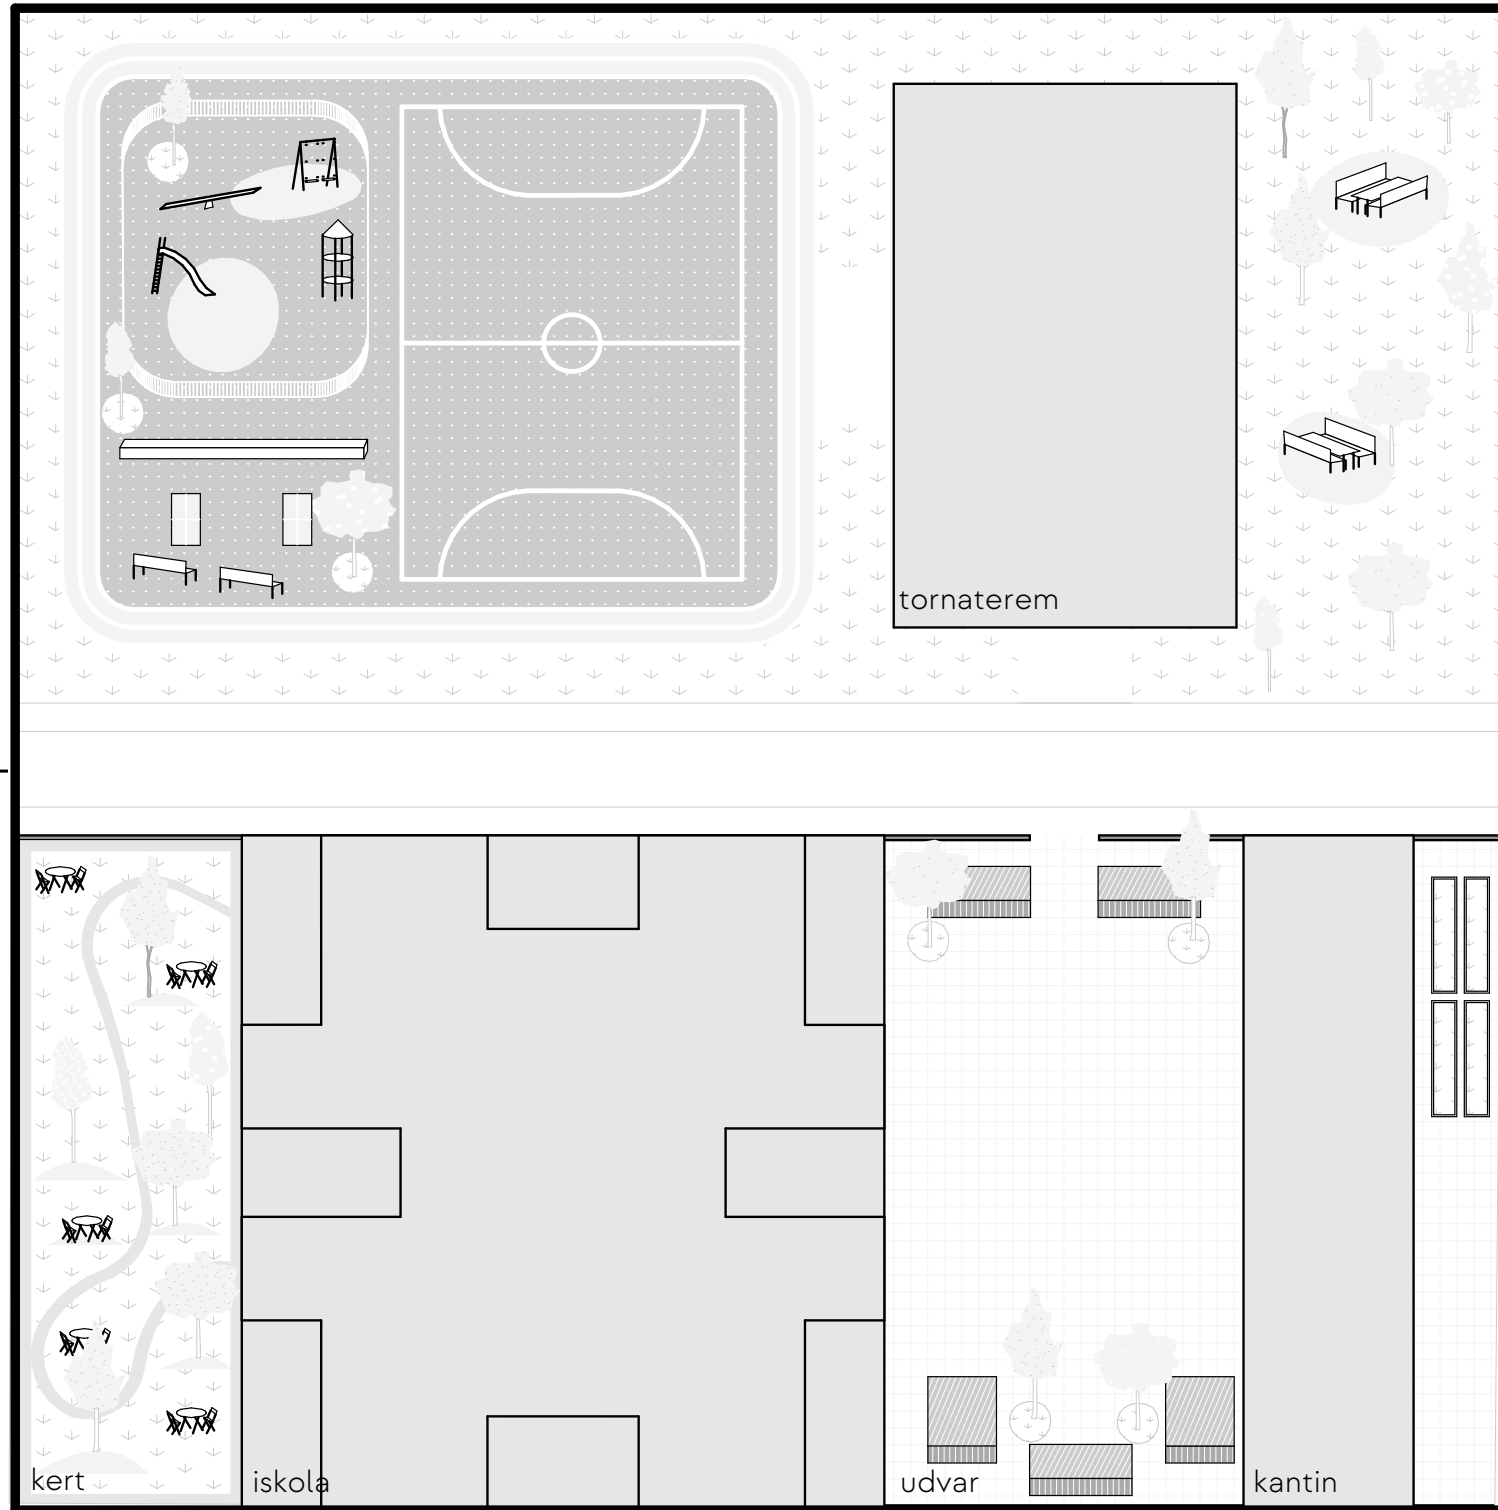 tornaterem
kert
iskola
udvar
kantin